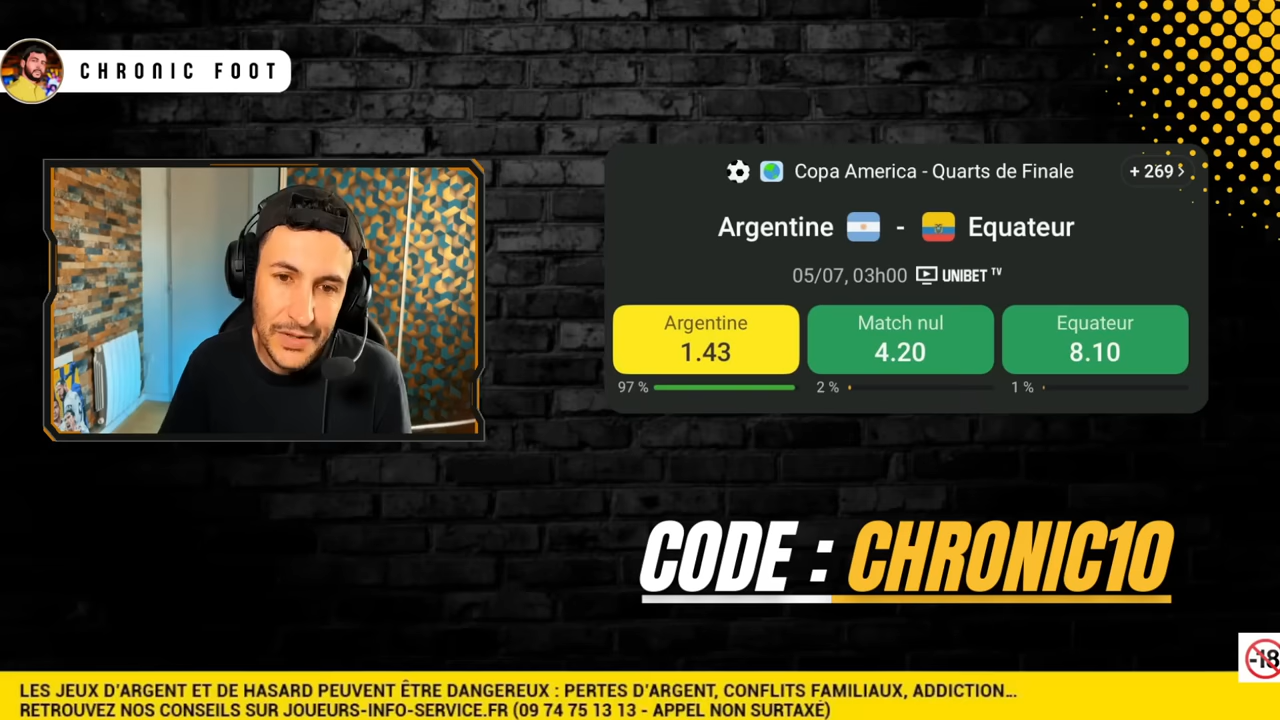 CHRONIC FOOT
Copa America - Quarts de Finale
+ 269 >
Argentine - Equateur
05/07, 03h00 UNIBET TV
Argentine
1.43
Match nul
4.20
Equateur
8.10
97 %
2 %
1 %
CODE : CHRONIC10
-18
LES JEUX D'ARGENT ET DE HASARD PEUVENT ÊTRE DANGEREUX : PERTES D'ARGENT, CONFLITS FAMILIAUX, ADDICTION...
RETROUVEZ NOS CONSEILS SUR JOUEURS-INFO-SERVICE.FR (09 74 75 13 13 - APPEL NON SURTAXÉ)